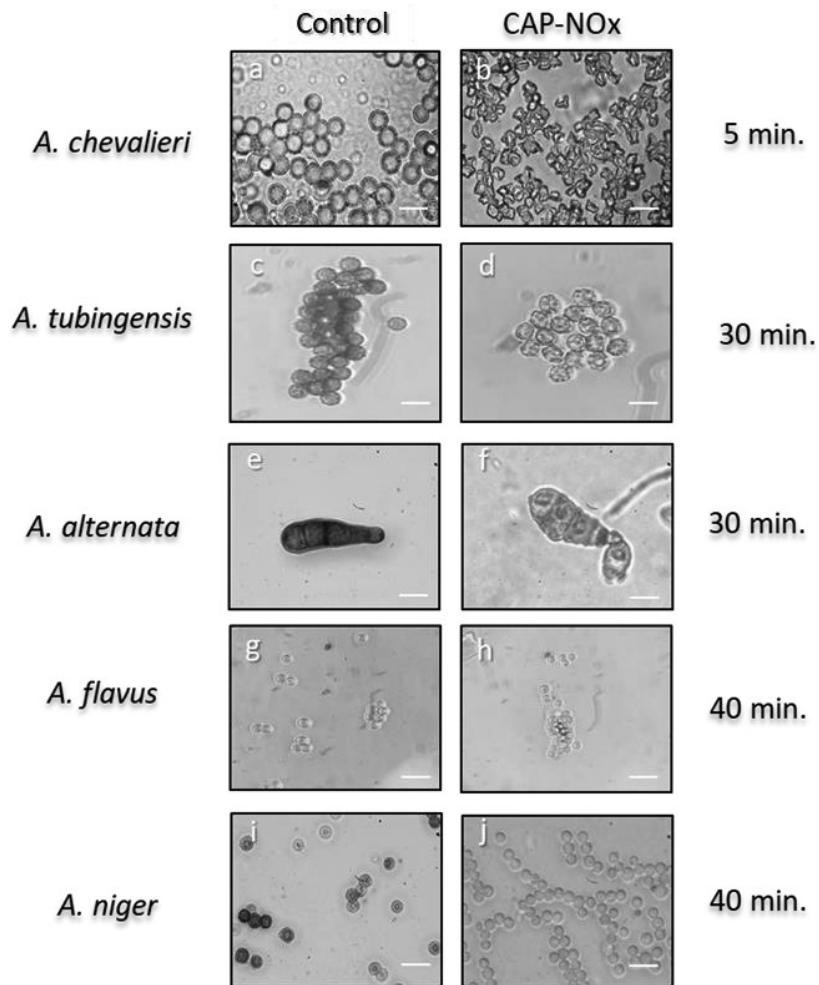 Control CAP-NOx
a b
A. chevalieri 5 min.
c d
A. tubingensis 30 min.
e f
A. alternata 30 min.
g h
A. flavus 40 min.
i j
A. niger 40 min.